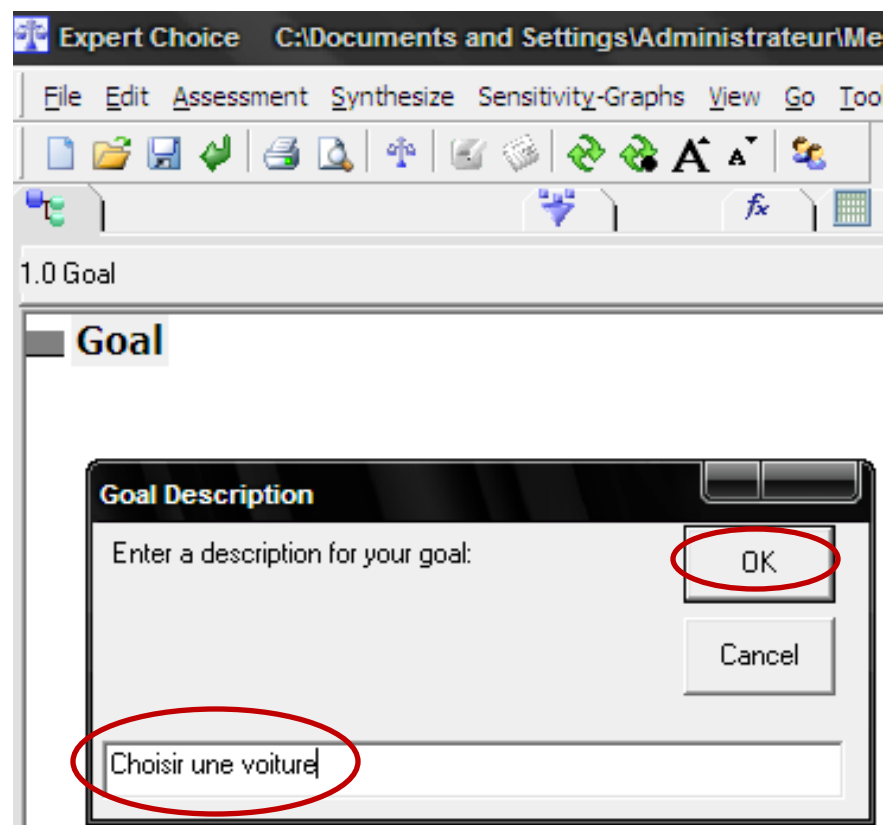 Expert Choice C:\Documents and Settings\Administrateur\Me
File Edit Assessment Synthesize Sensitivity-Graphs View Go Tool
A A
fx
1.0 Goal
Goal
Goal Description
Enter a description for your goal:
OK
Cancel
Choisir une voiture